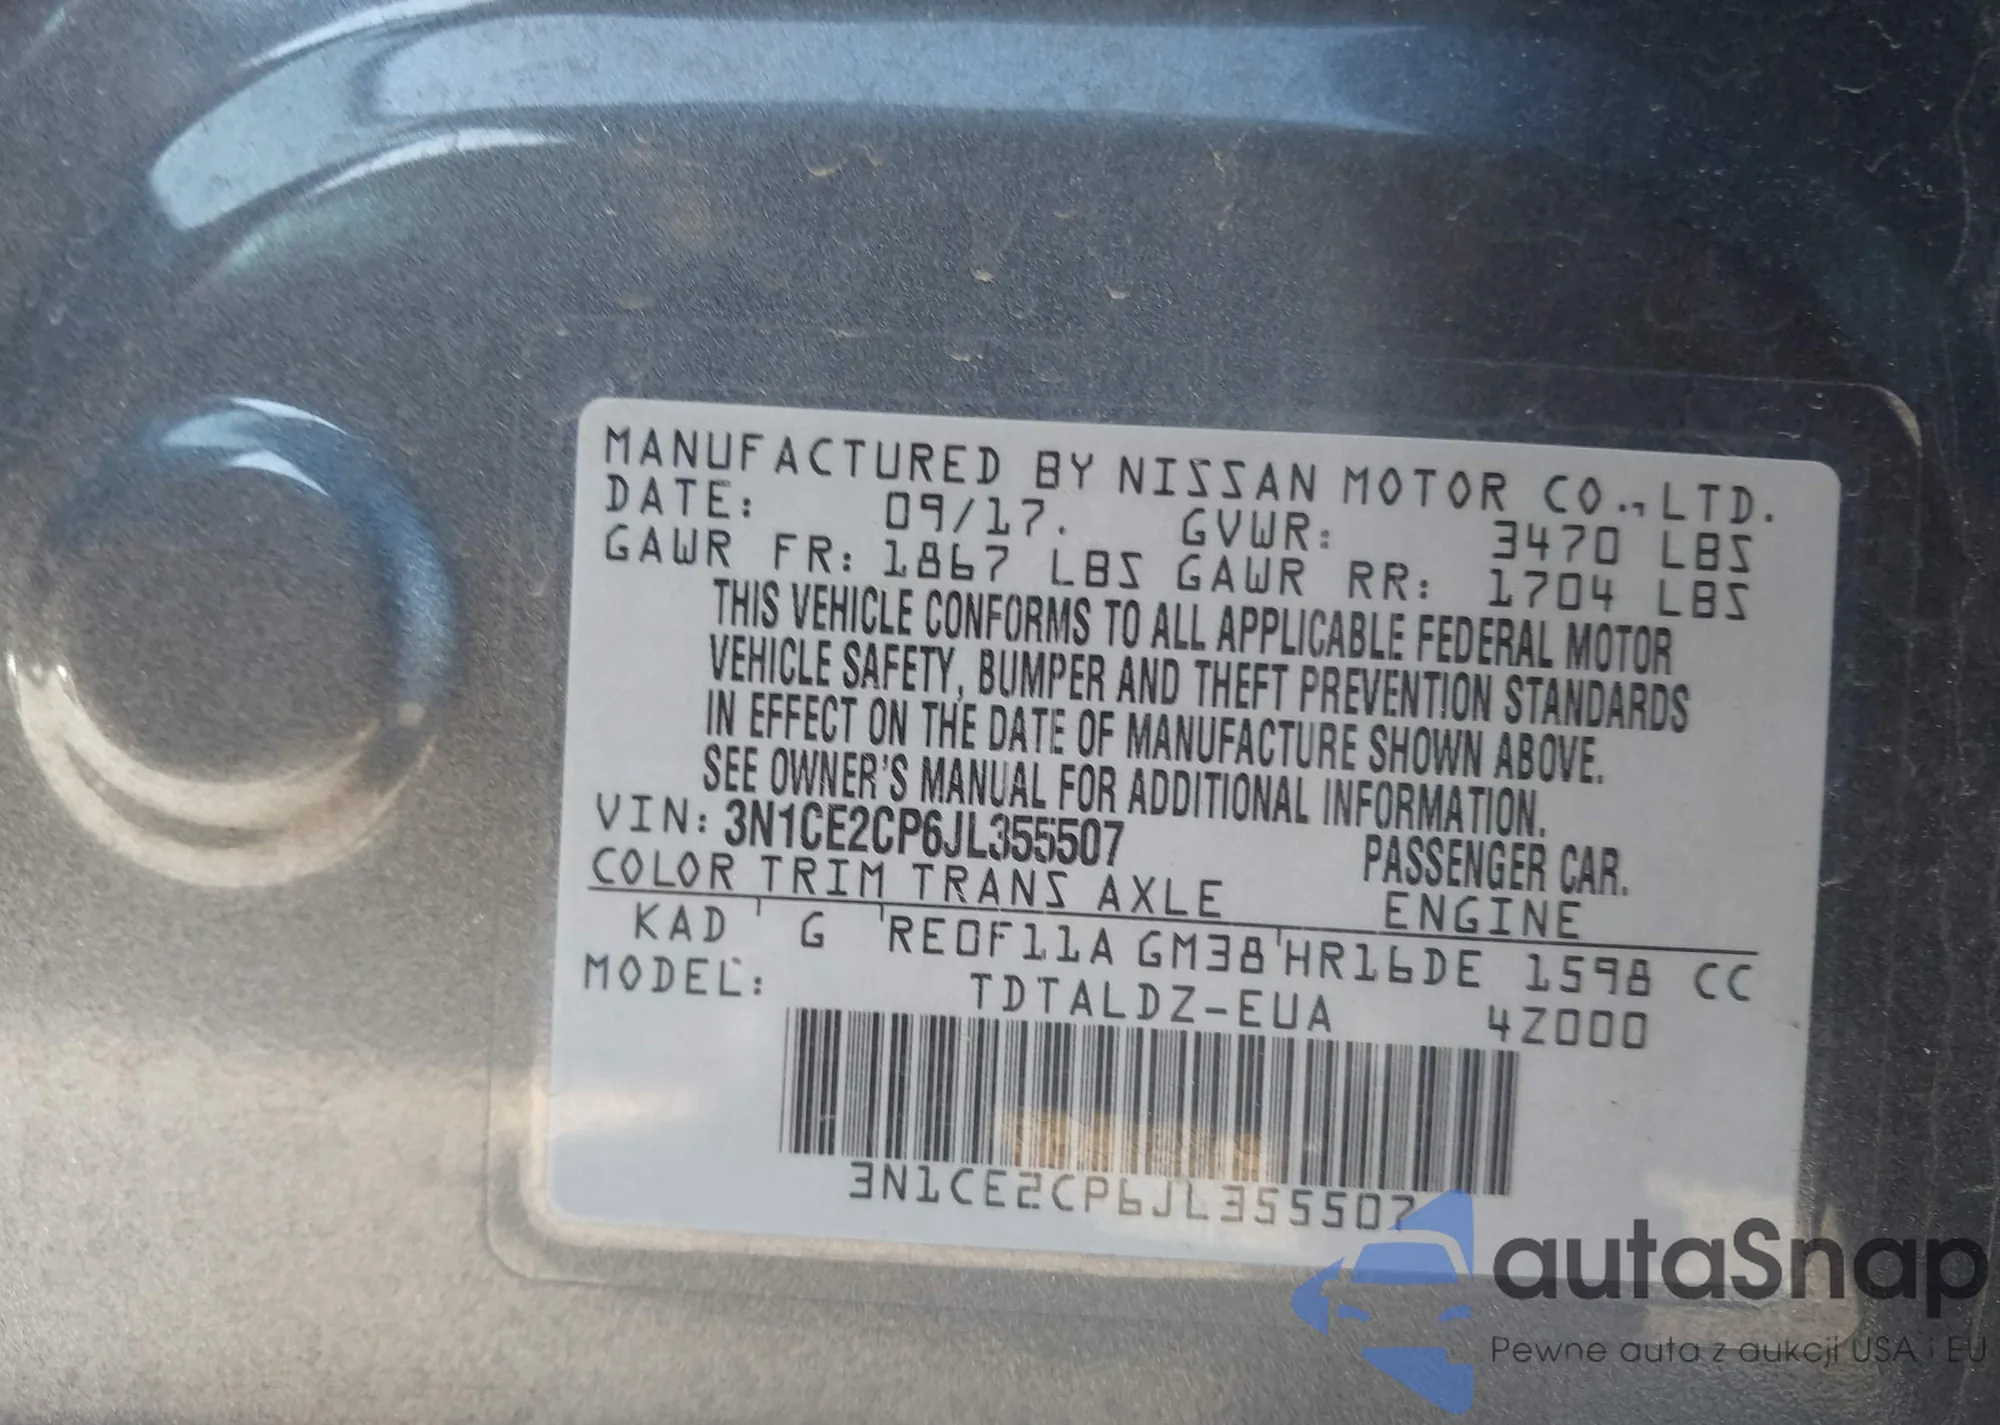 MANUFACTURED BY NISSAN MOTOR CO.,LTD.
DATE: 09/17. GVWR: 3470 LBS
GAWR FR: 1867 LBS GAWR RR: 1704 LBS
THIS VEHICLE CONFORMS TO ALL APPLICABLE FEDERAL MOTOR
VEHICLE SAFETY, BUMPER AND THEFT PREVENTION STANDARDS
IN EFFECT ON THE DATE OF MANUFACTURE SHOWN ABOVE.
SEE OWNER'S MANUAL FOR ADDITIONAL INFORMATION.
VIN: 3N1CE2CP6JL355507 PASSENGER CAR.
COLOR TRIM TRANS AXLE ENGINE
KAD G RE0F11A GM38 HR16DE 1598 CC
MODEL: TDTALDZ-EUA 4Z000
3N1CE2CP6JL355507
autaSnap
Pewne auta z aukcji USA i EU